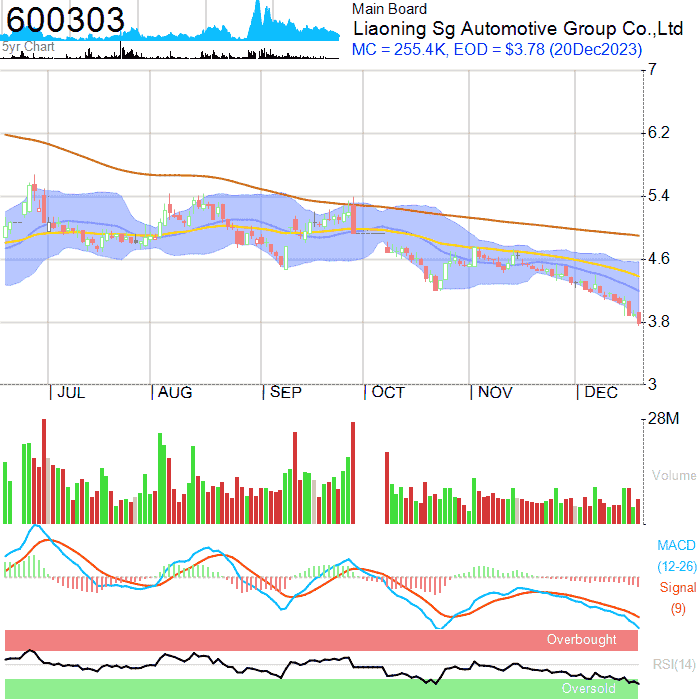 600303
5yr Chart
Main Board
Liaoning Sg Automotive Group Co.,Ltd
MC = 255.4K, EOD = $3.78 (20Dec2023)
7
6.2
5.4
4.6
3.8
3
JUL AUG SEP OCT NOV DEC
28M
Volume
MACD
(12-26)
Signal
(9)
Overbought
RSI(14)
Oversold